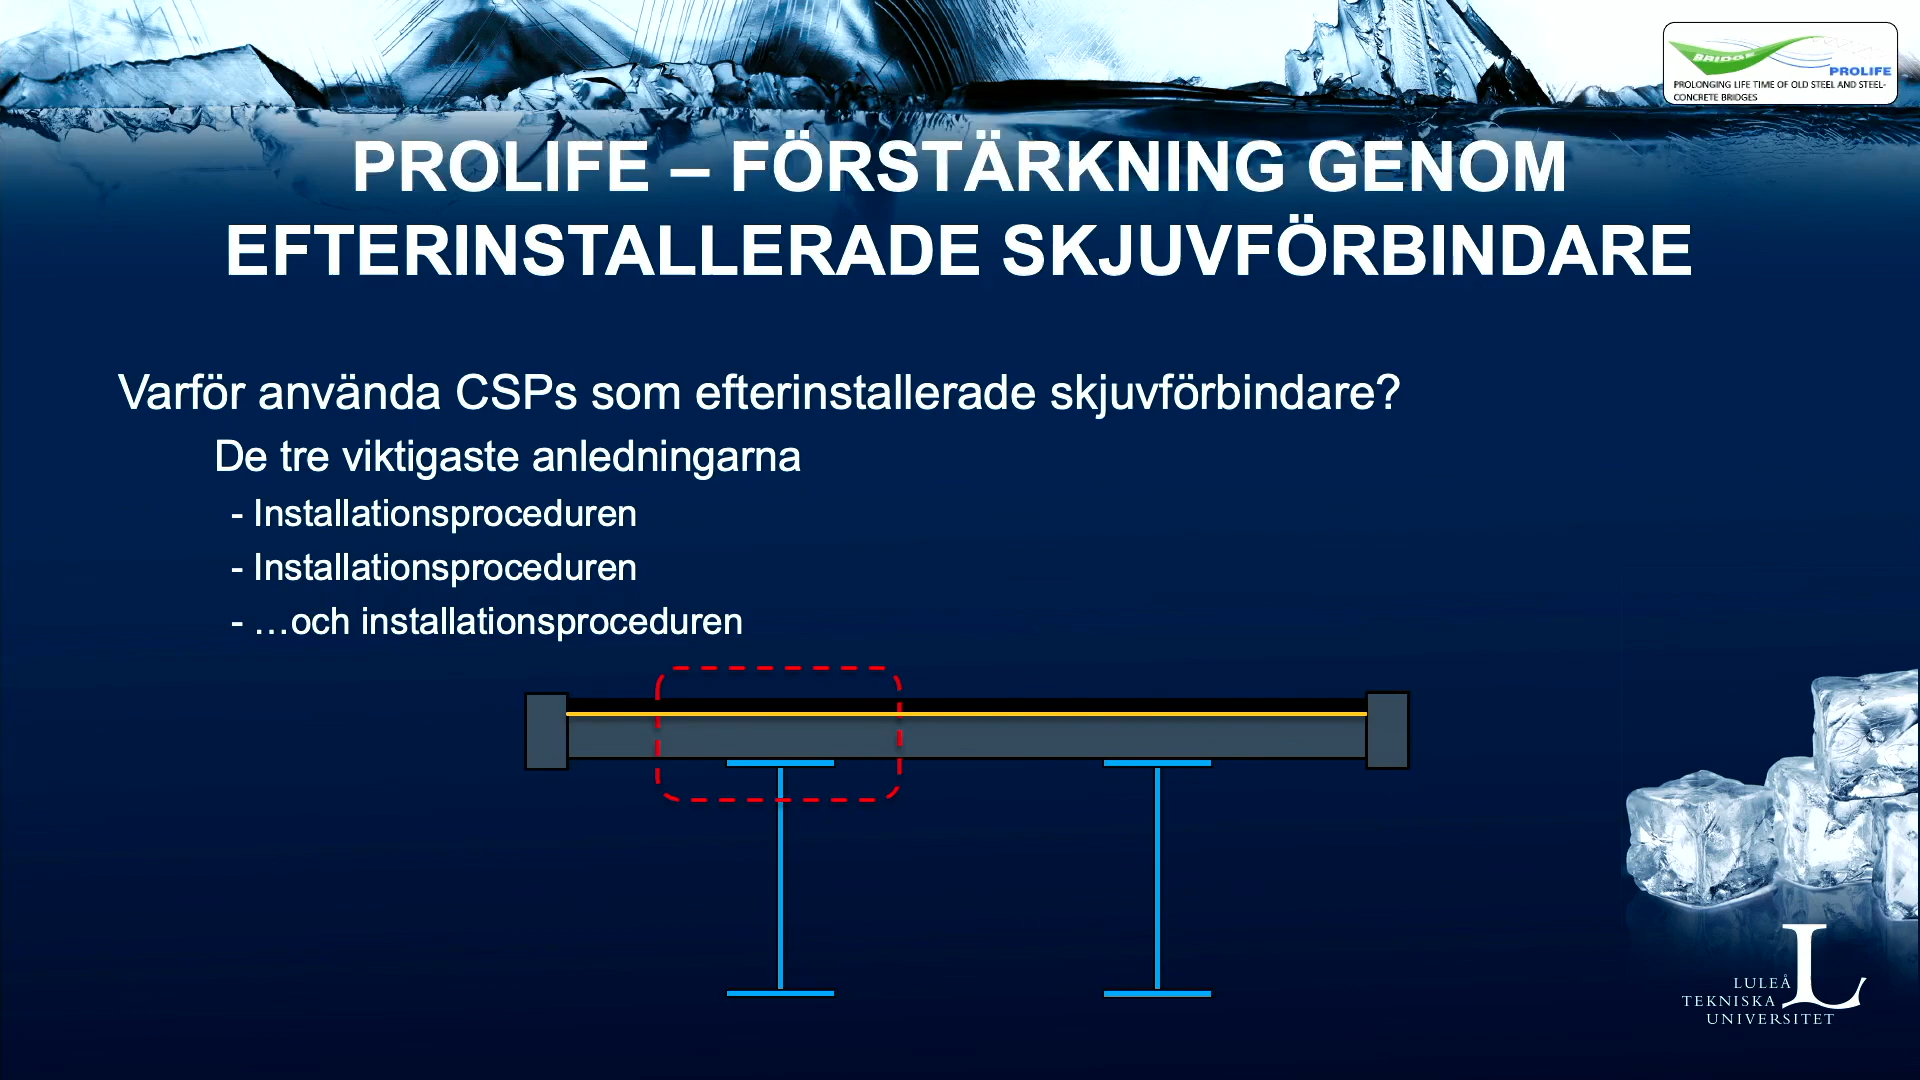 BRIDGE
PROLIFE
PROLONGING LIFE TIME OF OLD STEEL AND STEEL-
CONCRETE BRIDGES
PROLIFE – FÖRSTÄRKNING GENOM
EFTERINSTALLERADE SKJUVFÖRBINDARE
Varför använda CSPs som efterinstallerade skjuvförbindare?
De tre viktigaste anledningarna
- Installationsproceduren
- Installationsproceduren
- …och installationsproceduren
LULEÅ
TEKNISKA
UNIVERSITET
L